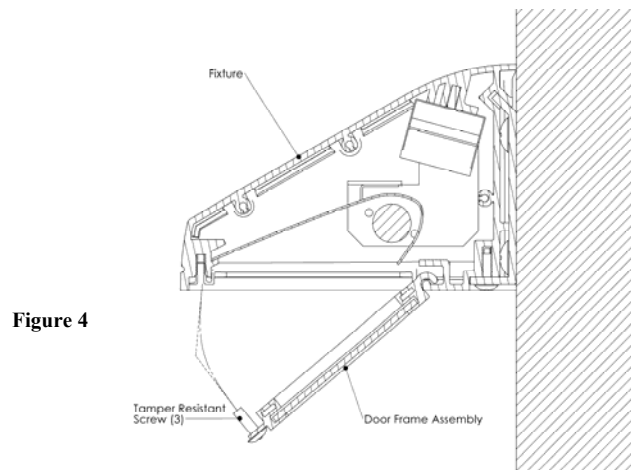 Fixture
Figure 4
Tamper Resistant
Screw (3)
Door Frame Assembly